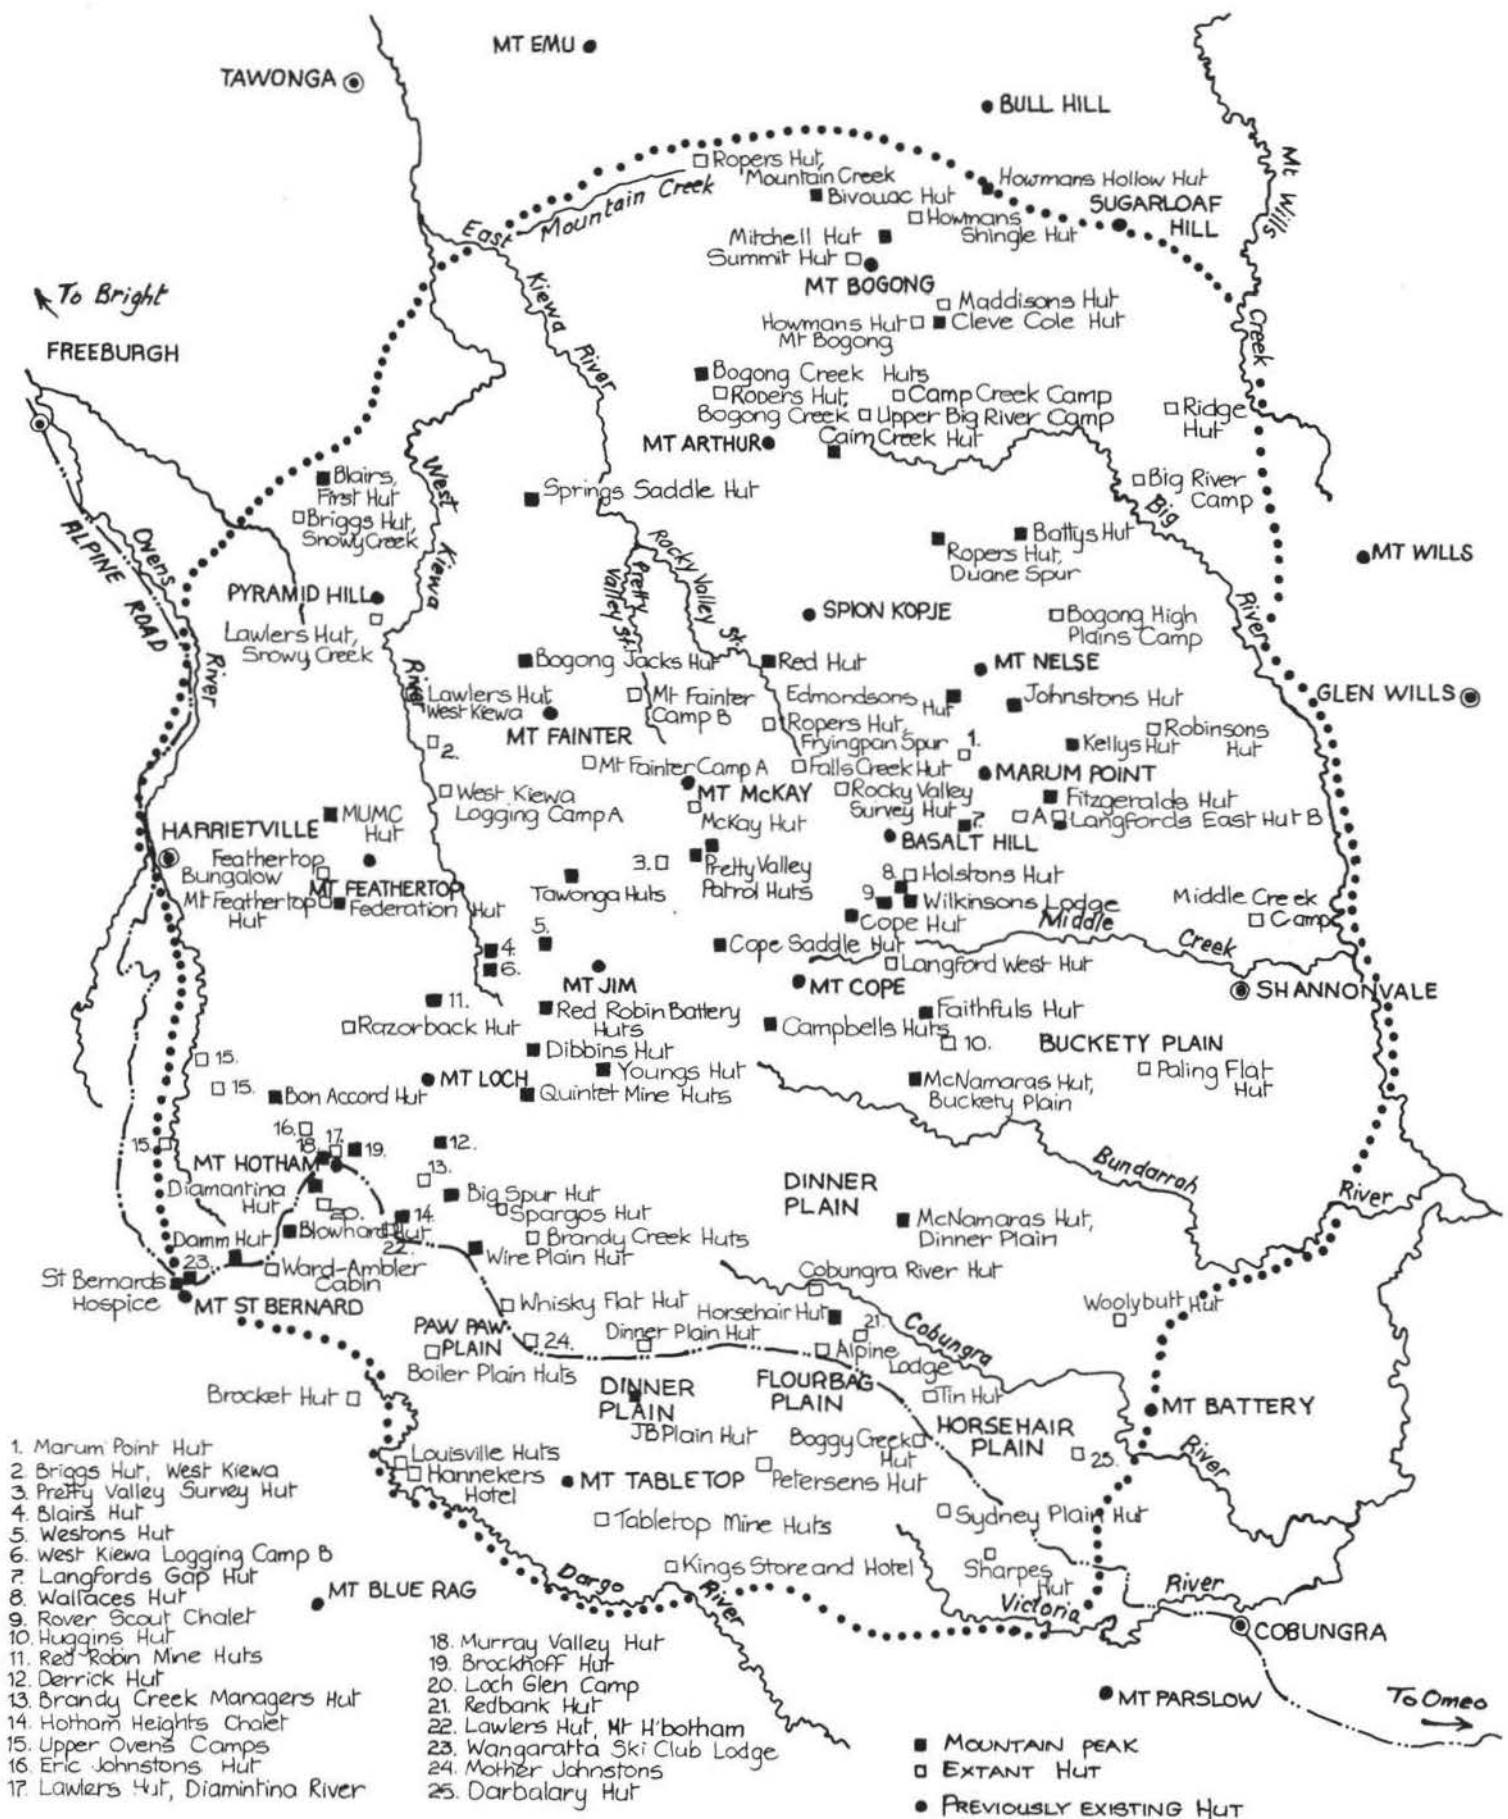 MT EMU
TAWONGA
BULL HILL
Ropers Hut,
Mountain Creek
Howmans Hollow Hut
Bivouac Hut
SUGARLOAF
HILL
Mt Wills
Creek
East
Mountain Creek
Howmans
Shingle Hut
Mitchell Hut
Summit Hut
MT BOGONG
To Bright
FREEBURGH
Kiewa
River
Maddisons Hut
Howmans Hut
Mt Bogong
Cleve Cole Hut
Bogong Creek Huts
Ropers Hut,
Bogong Creek
Camp Creek Camp
Upper Big River Camp
Ridge
Hut
MT ARTHUR
Cairn Creek Hut
Blairs,
First Hut
Briggs Hut,
Snowy Creek
West
Kiewa
River
Springs Saddle Hut
Big River
Camp
Big
River
Ovens
River
ALPINE ROAD
Rocky Valley
St.
Pretty
Valley St.
Battys Hut
Ropers Hut,
Duane Spur
MT WILLS
PYRAMID HILL
SPION KOPJE
Bogong High
Plains Camp
Lawlers Hut,
Snowy Creek
Bogong Jacks Hut
Red Hut
MT NELSE
Lawlers Hut
West Kiewa
Mt Fainter
Camp B
Edmondsons
Hut
Johnstons Hut
GLEN WILLS
MT FAINTER
Ropers Hut,
Fryingpan Spur
1.
Kellys Hut
Robinsons
Hut
2.
Mt Fainter Camp A
Falls Creek Hut
MARUM POINT
West Kiewa
Logging Camp A
MT McKAY
McKay Hut
Rocky Valley
Survey Hut
Fitzgeralds Hut
MUMC
Hut
7.
A
Langfords East Hut B
HARRIETVILLE
BASALT HILL
Feathertop
Bungalow
MT FEATHERTOP
3.
Pretty Valley
Patrol Huts
8.
Holstons Hut
Tawonga Huts
Mt Feathertop
Hut
Federation Hut
9.
Wilkinsons Lodge
Cope Hut
Middle Creek
Camp
Middle
Creek
5.
4.
6.
Cope Saddle Hut
Langford West Hut
MT JIM
MT COPE
SHANNONVALE
11.
Red Robin Battery
Huts
Faithfuls Hut
Razorback Hut
Campbells Huts
10.
BUCKETY PLAIN
Dibbins Hut
15.
Youngs Hut
Paling Flat
Hut
MT LOCH
McNamaras Hut,
Buckety Plain
15.
Bon Accord Hut
Quintet Mine Huts
16.
17.
15.
18.
19.
12.
MT HOTHAM
13.
Bundarrah
River
Diamantina
Hut
Big Spur Hut
DINNER
PLAIN
20.
14.
Spargos Hut
McNamaras Hut,
Dinner Plain
Damm Hut
Blowhard Hut
22.
Brandy Creek Huts
Wire Plain Hut
23.
Ward-Ambler
Cabin
Cobungra River Hut
St Bernards
Hospice
MT ST BERNARD
Whisky Flat Hut
Horsehair Hut
Woolybutt Hut
PAW PAW
PLAIN
24.
Dinner Plain Hut
21.
Cobungra
River
Alpine
Lodge
Boiler Plain Huts
DINNER
PLAIN
FLOURBAG
PLAIN
Brocket Hut
Tin Hut
MT BATTERY
JB Plain Hut
Boggy Creek
Hut
HORSEHAIR
PLAIN
25.
Louisville Huts
Hannekers
Hotel
MT TABLETOP
Petersens Hut
Tabletop Mine Huts
Sydney Plain Hut
Dargo
River
Kings Store and Hotel
Sharpes
Hut
Victoria
River
MT BLUE RAG
COBUNGRA
MT PARSLOW
To Omeo
1. Marum Point Hut
2. Briggs Hut, West Kiewa
3. Pretty Valley Survey Hut
4. Blairs Hut
5. Westons Hut
6. West Kiewa Logging Camp B
7. Langfords Gap Hut
8. Wallaces Hut
9. Rover Scout Chalet
10. Huggins Hut
11. Red Robin Mine Huts
12. Derrick Hut
13. Brandy Creek Managers Hut
14. Hotham Heights Chalet
15. Upper Ovens Camps
16. Eric Johnstons Hut
17. Lawlers Hut, Diamintina River
18. Murray Valley Hut
19. Brockhoff Hut
20. Loch Glen Camp
21. Redbank Hut
22. Lawlers Hut, Mt H'botham
23. Wangaratta Ski Club Lodge
24. Mother Johnstons
25. Darbalary Hut
MOUNTAIN PEAK
EXTANT HUT
PREVIOUSLY EXISTING HUT